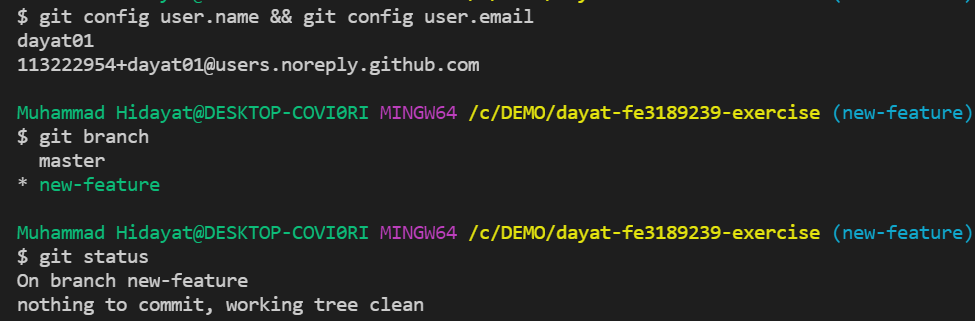 $ git config user.name && git config user.email
dayat01
113222954+dayat01@users.noreply.github.com
Muhammad Hidayat@DESKTOP-COVI0RI MINGW64 /c/DEMO/dayat-fe3189239-exercise (new-feature)
$ git branch
  master
* new-feature
Muhammad Hidayat@DESKTOP-COVI0RI MINGW64 /c/DEMO/dayat-fe3189239-exercise (new-feature)
$ git status
On branch new-feature
nothing to commit, working tree clean